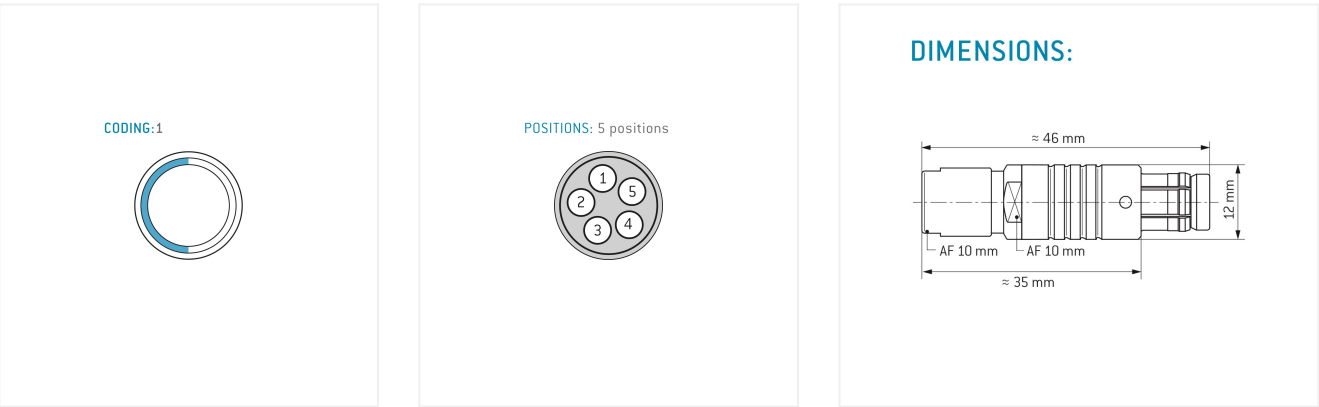 CODING:1
POSITIONS: 5 positions
1
5
2
4
3
DIMENSIONS:
≈ 46 mm
12 mm
AF 10 mm
AF 10 mm
≈ 35 mm